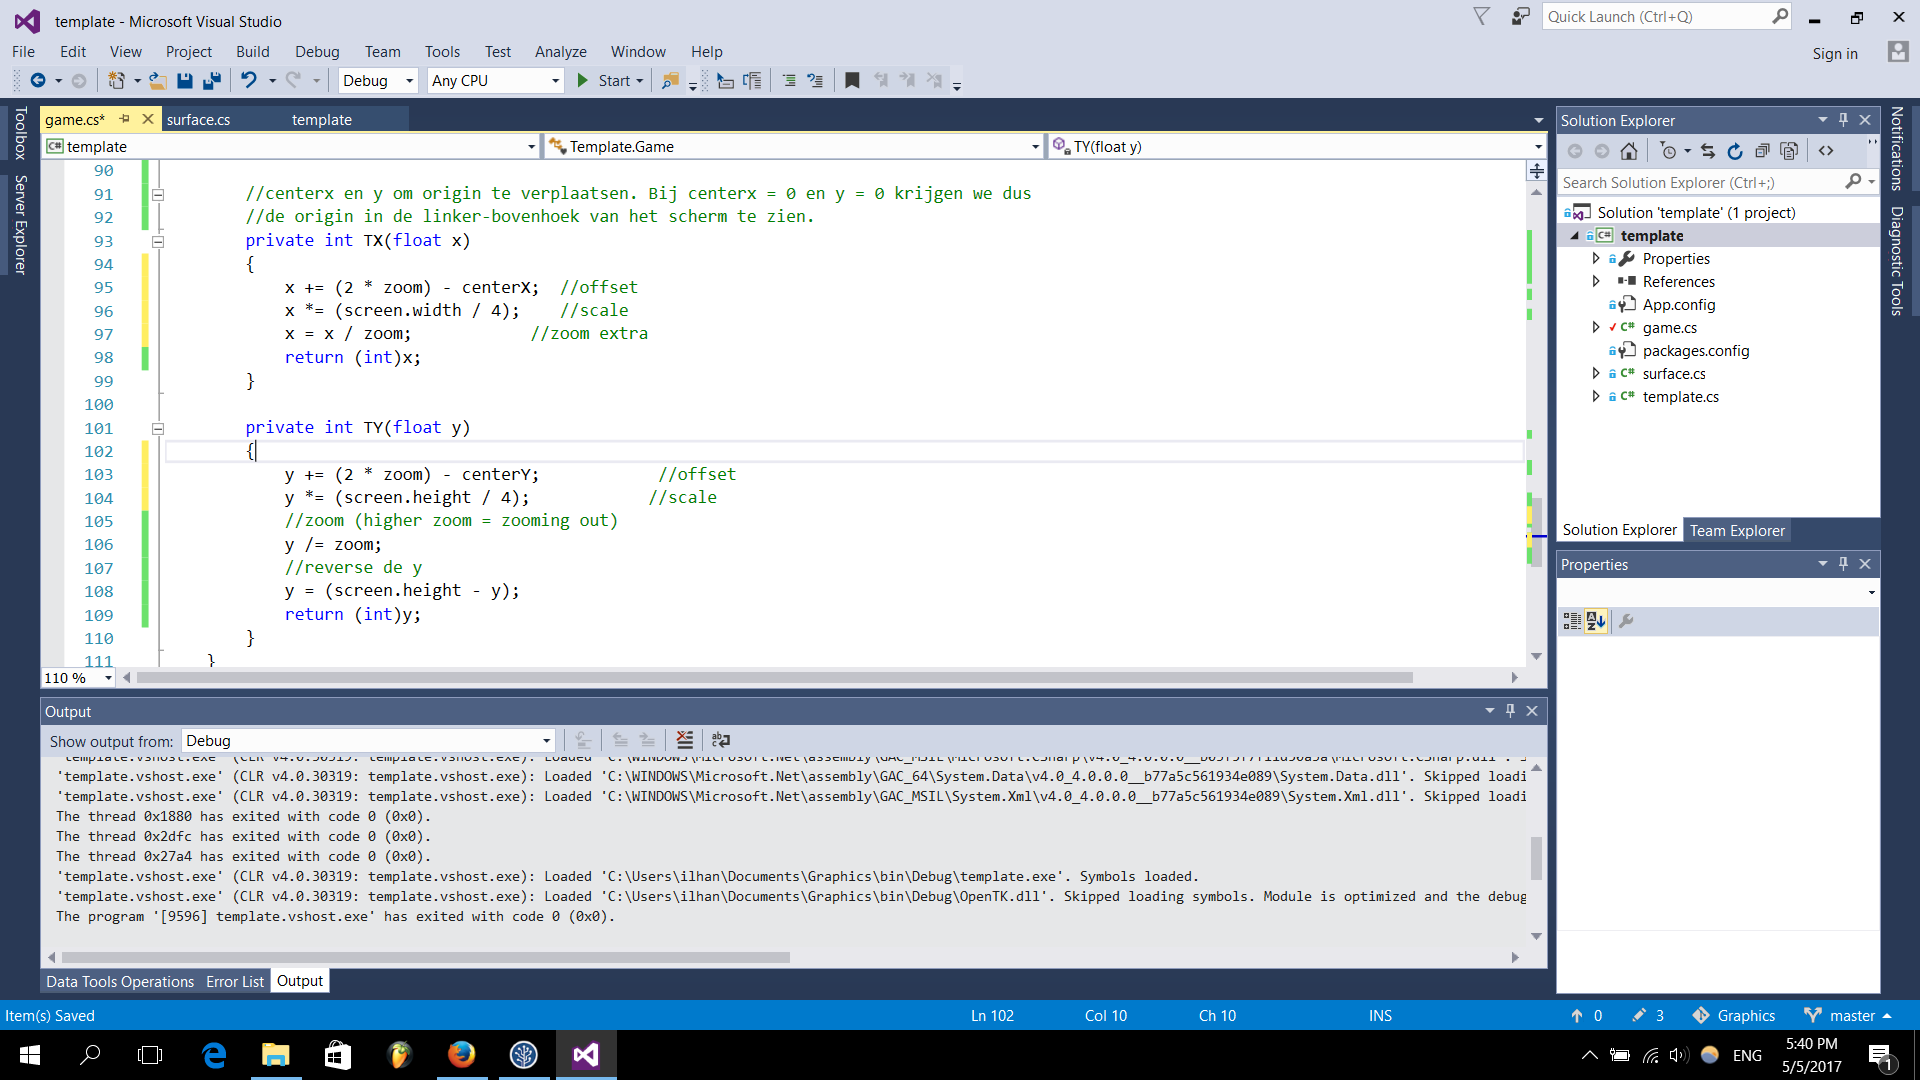 template - Microsoft Visual Studio
Quick Launch (Ctrl+Q)
File Edit View Project Build Debug Team Tools Test Analyze Window Help
Sign in
Debug Any CPU Start
Toolbox
Server Explorer
game.cs* surface.cs template
template Template.Game TY(float y)
90
91 //centerx en y om origin te verplaatsen. Bij centerx = 0 en y = 0 krijgen we dus
92 //de origin in de linker-bovenhoek van het scherm te zien.
93 private int TX(float x)
94 {
95 x += (2 * zoom) - centerX; //offset
96 x *= (screen.width / 4); //scale
97 x = x / zoom; //zoom extra
98 return (int)x;
99 }
100
101 private int TY(float y)
102 {
103 y += (2 * zoom) - centerY; //offset
104 y *= (screen.height / 4); //scale
105 //zoom (higher zoom = zooming out)
106 y /= zoom;
107 //reverse de y
108 y = (screen.height - y);
109 return (int)y;
110 }
111 }
110 %
Output
Show output from: Debug
'template.vshost.exe' (CLR v4.0.30319: template.vshost.exe): Loaded
'template.vshost.exe' (CLR v4.0.30319: template.vshost.exe): Loaded 'C:\WINDOWS\Microsoft.Net\assembly\GAC_64\System.Data\v4.0_4.0.0.0__b77a5c561934e089\System.Data.dll'. Skipped loadi
'template.vshost.exe' (CLR v4.0.30319: template.vshost.exe): Loaded 'C:\WINDOWS\Microsoft.Net\assembly\GAC_MSIL\System.Xml\v4.0_4.0.0.0__b77a5c561934e089\System.Xml.dll'. Skipped loadi
The thread 0x1880 has exited with code 0 (0x0).
The thread 0x2dfc has exited with code 0 (0x0).
The thread 0x27a4 has exited with code 0 (0x0).
'template.vshost.exe' (CLR v4.0.30319: template.vshost.exe): Loaded 'C:\Users\ilhan\Documents\Graphics\bin\Debug\template.exe'. Symbols loaded.
'template.vshost.exe' (CLR v4.0.30319: template.vshost.exe): Loaded 'C:\Users\ilhan\Documents\Graphics\bin\Debug\OpenTK.dll'. Skipped loading symbols. Module is optimized and the debug
The program '[9596] template.vshost.exe' has exited with code 0 (0x0).
Data Tools Operations Error List Output
Solution Explorer
Search Solution Explorer (Ctrl+;)
Solution 'template' (1 project)
C# template
Properties
References
App.config
C# game.cs
packages.config
C# surface.cs
C# template.cs
Solution Explorer Team Explorer
Properties
Notifications
Diagnostic Tools
Item(s) Saved Ln 102 Col 10 Ch 10 INS 0 3 Graphics master
ENG
5:40 PM
5/5/2017
1